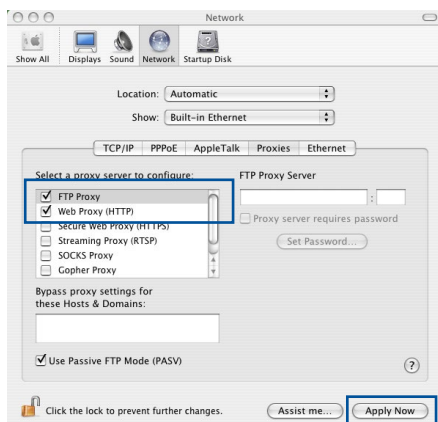 Network
Show All Displays Sound Network Startup Disk
Location: Automatic
Show: Built-in Ethernet
TCP/IP PPPoE AppleTalk Proxies Ethernet
Select a proxy server to configure: FTP Proxy Server
FTP Proxy
Web Proxy (HTTP)
:
Secure Web Proxy (HTTPS) Proxy server requires password
Streaming Proxy (RTSP) Set Password...
SOCKS Proxy
Gopher Proxy
Bypass proxy settings for
these Hosts & Domains:
Use Passive FTP Mode (PASV) ?
Click the lock to prevent further changes. Assist me... Apply Now